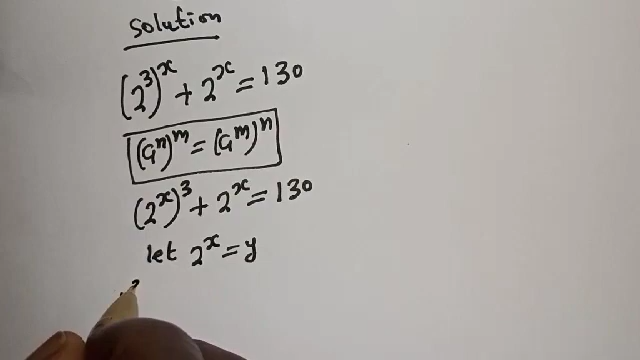 Solution
(2³)ˣ + 2ˣ = 130
(aⁿ)ᵐ = (aᵐ)ⁿ
(2ˣ)³ + 2ˣ = 130
let 2ˣ = y